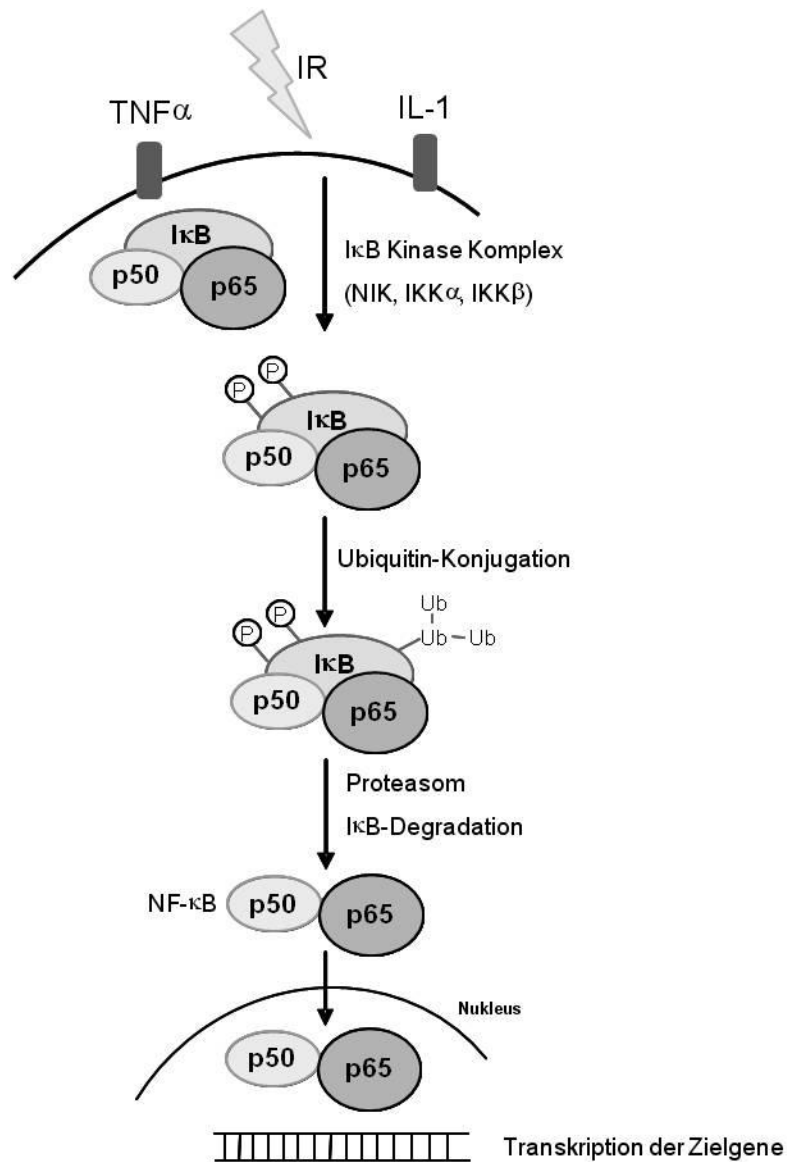 IR
TNFα
IL-1
IκB
p50
p65
IκB Kinase Komplex
(NIK, IKKα, IKKβ)
P
P
IκB
p50
p65
Ubiquitin-Konjugation
Ub
P
P
Ub
Ub
IκB
p50
p65
Proteasom
IκB-Degradation
NF-κB
p50
p65
Nukleus
p50
p65
Transkription der Zielgene